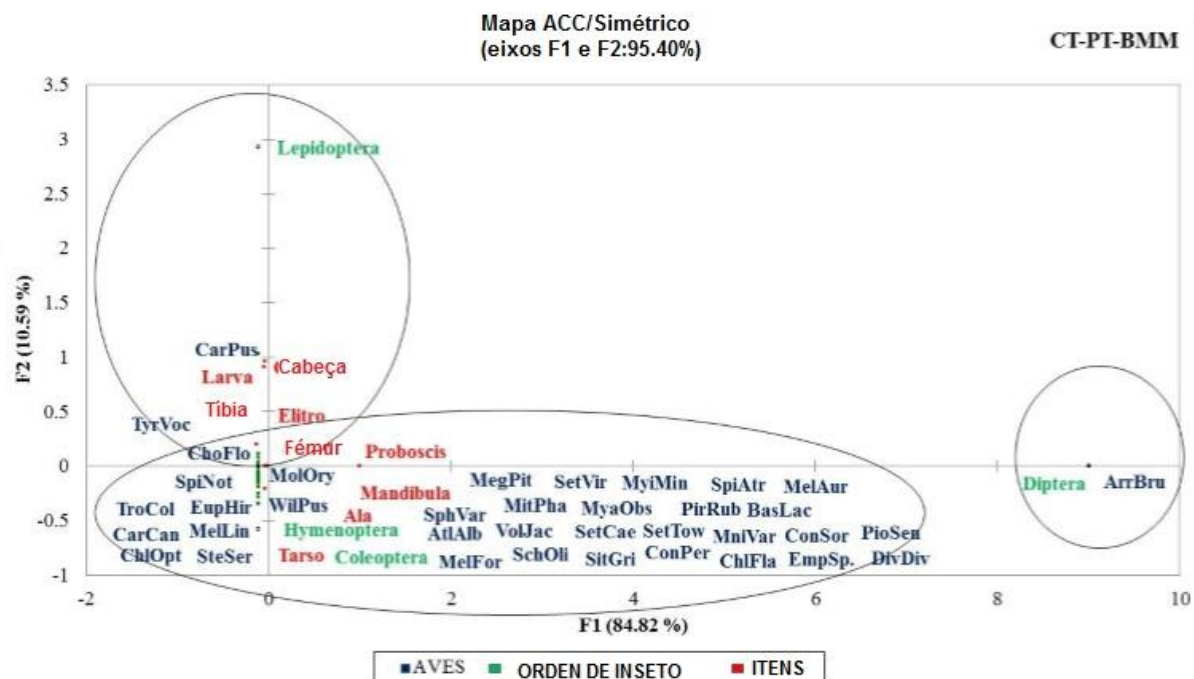 Mapa ACC/Simétrico
(eixos F1 e F2:95.40%)
CT-PT-BMM
3.5
3
2.5
2
1.5
1
0.5
0
-0.5
-1
F2 (10.59 %)
Lepidoptera
CarPus
Cabeça
Larva
Tíbia
Elitro
TyrVoc
ChoFlo
Fémur
Proboscis
SpiNot
MolOry
MegPit
SetVir
MyiMin
SpiAtr
MelAur
Diptera
ArrBru
Mandibula
TroCol
EupHir
WilPus
Ala
SphVar
MitPha
MyaObs
PirRub
BasLac
CarCan
MelLin
Hymenoptera
AtlAlb
VolJac
SetCae
SetTow
MniVar
ConSor
PioSen
ChlOpt
SteSer
Tarso
Coleoptera
MelFor
SchOli
SitGri
ConPer
ChlFla
EmpSp.
DivDiv
-2 0 2 4 6 8 10
F1 (84.82 %)
AVES ORDEN DE INSETO ITENS